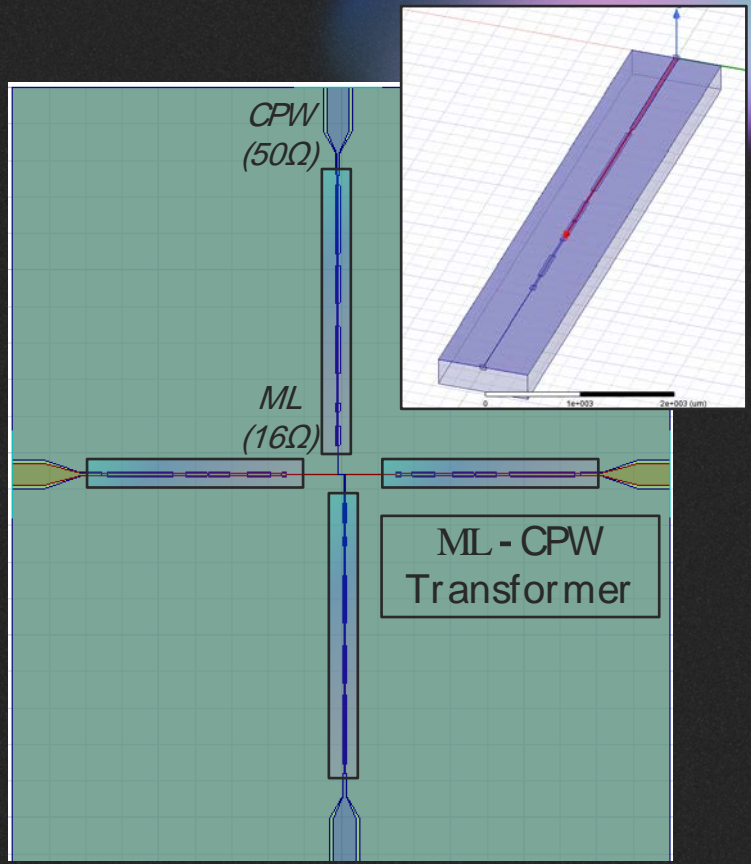 CPW
(50Ω)
ML
(16Ω)
ML - CPW
Transformer
0 1e+003 2e+003 (um)